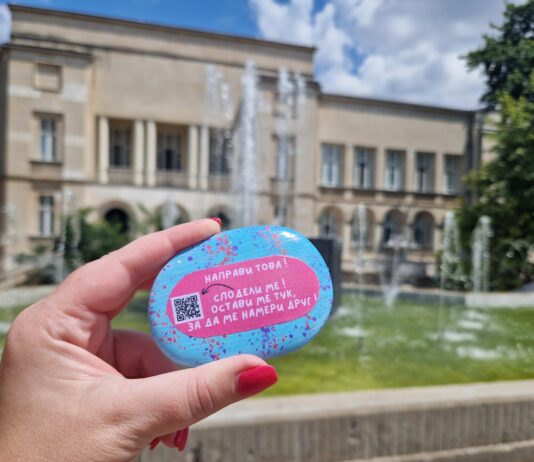 НАПРАВИ ТОВА!
СПОДЕЛИ МЕ!
ОСТАВИ МЕ ТУК,
ЗА ДА МЕ НАМЕРИ ДРУГ!